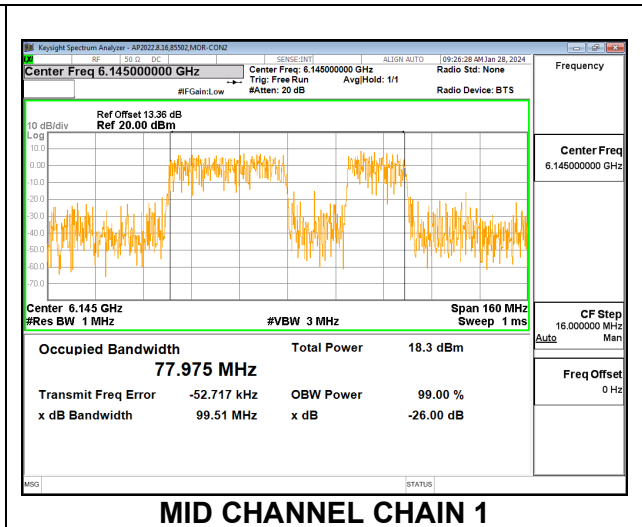 Keysight Spectrum Analyzer - AP2022.8.16,85502,MOR-CON2
RF 50 Ω DC SENSE:INT ALIGN AUTO 09:26:28 AM Jan 28, 2024
Center Freq 6.145000000 GHz Center Freq: 6.145000000 GHz Radio Std: None
Trig: Free Run Avg|Hold: 1/1
#IFGain:Low #Atten: 20 dB Radio Device: BTS
Frequency
Ref Offset 13.36 dB
10 dB/div Ref 20.00 dBm
Log
10.0
0.00
-10.0
-20.0
-30.0
-40.0
-50.0
-60.0
-70.0
Center Freq
6.145000000 GHz
Center 6.145 GHz Span 160 MHz
#Res BW 1 MHz #VBW 3 MHz Sweep 1 ms
CF Step
16.000000 MHz
Auto Man
Occupied Bandwidth Total Power 18.3 dBm
77.975 MHz
Freq Offset
0 Hz
Transmit Freq Error -52.717 kHz OBW Power 99.00 %
x dB Bandwidth 99.51 MHz x dB -26.00 dB
MSG STATUS
MID CHANNEL CHAIN 1